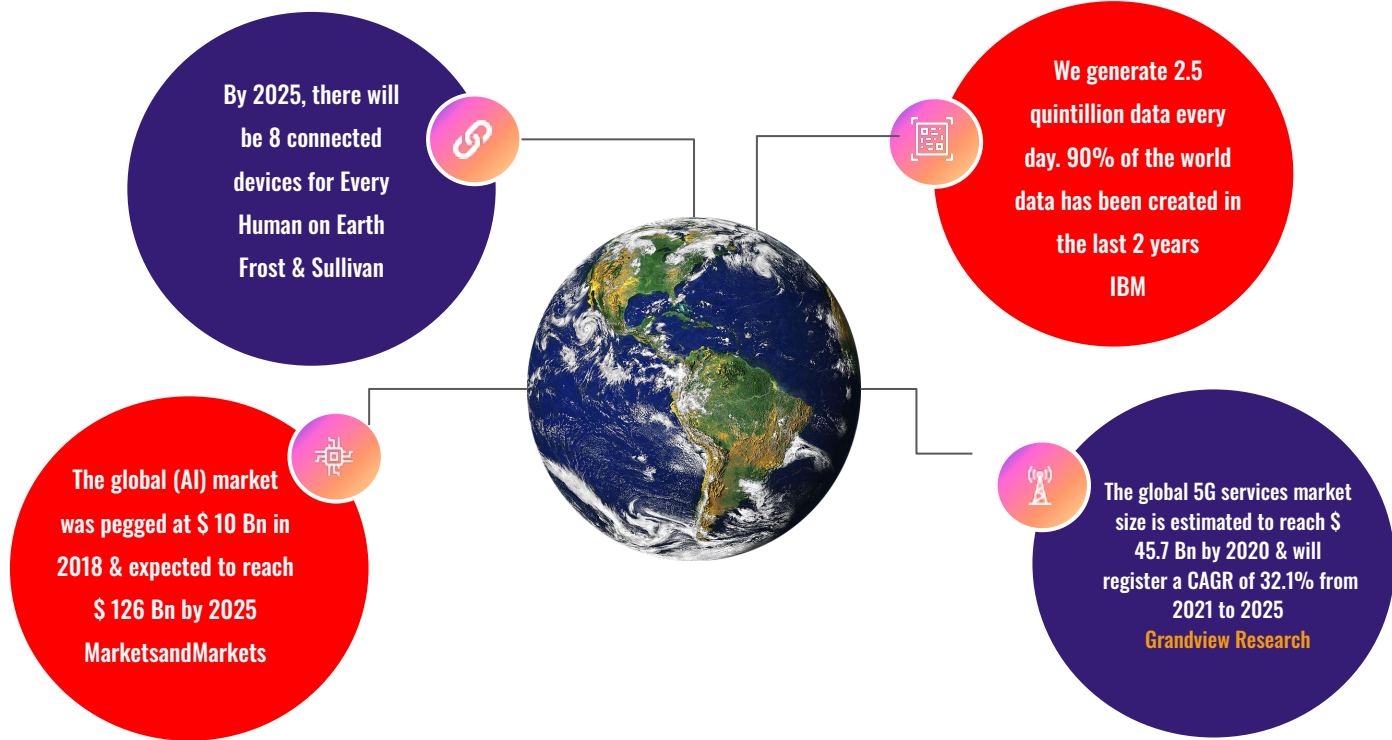 By 2025, there will
be 8 connected
devices for Every
Human on Earth
Frost & Sullivan
We generate 2.5
quintillion data every
day. 90% of the world
data has been created in
the last 2 years
IBM
The global (AI) market
was pegged at $ 10 Bn in
2018 & expected to reach
$ 126 Bn by 2025
MarketsandMarkets
The global 5G services market
size is estimated to reach $
45.7 Bn by 2020 & will
register a CAGR of 32.1% from
2021 to 2025
Grandview Research